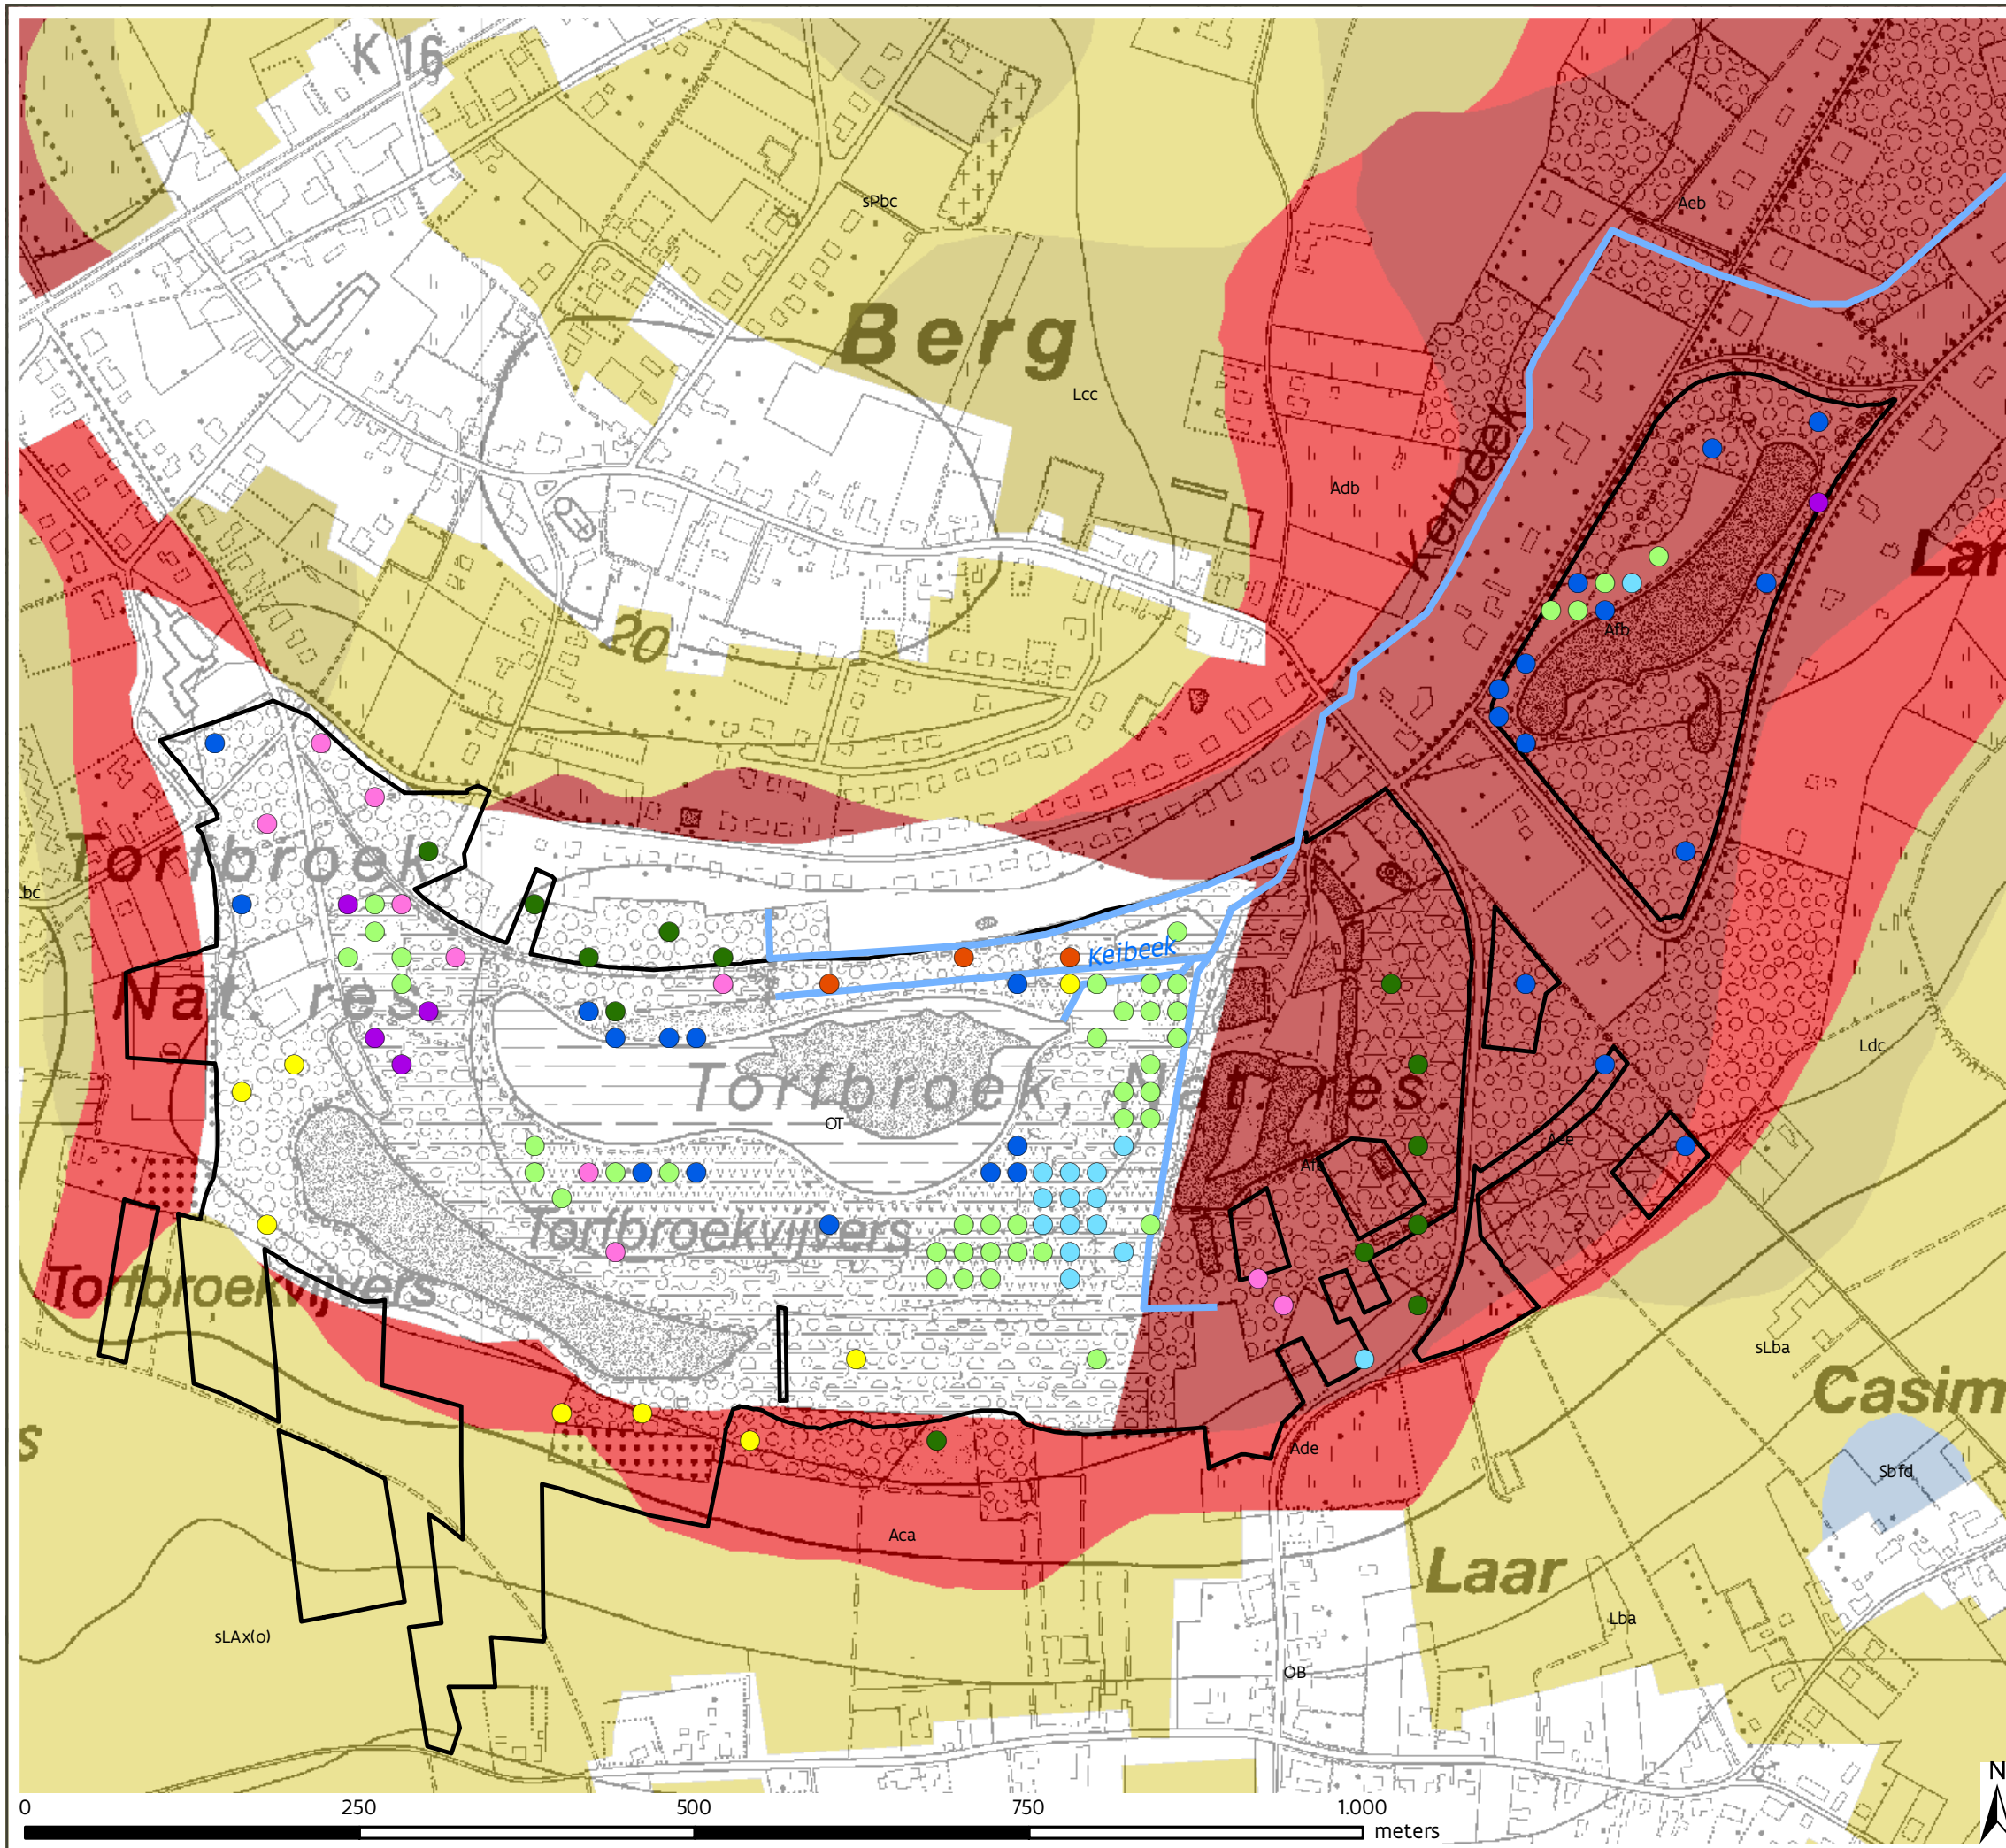 K 16
sPbc
Aeb
Berg
Lcc
Keibeek
Adb
Lar
20
Afb
Torfbroek,
bc
Keibeek
Nat. res.
Ldc
Torfbroek, Nat. res.
OT
Aee
Torfbroekvijvers
Torfbroekvijvers
sLba
Casim
s
Ade
Sbfd
Aca
Laar
Lba
sLAx(o)
OB
N
0 250 500 750 1.000
meters